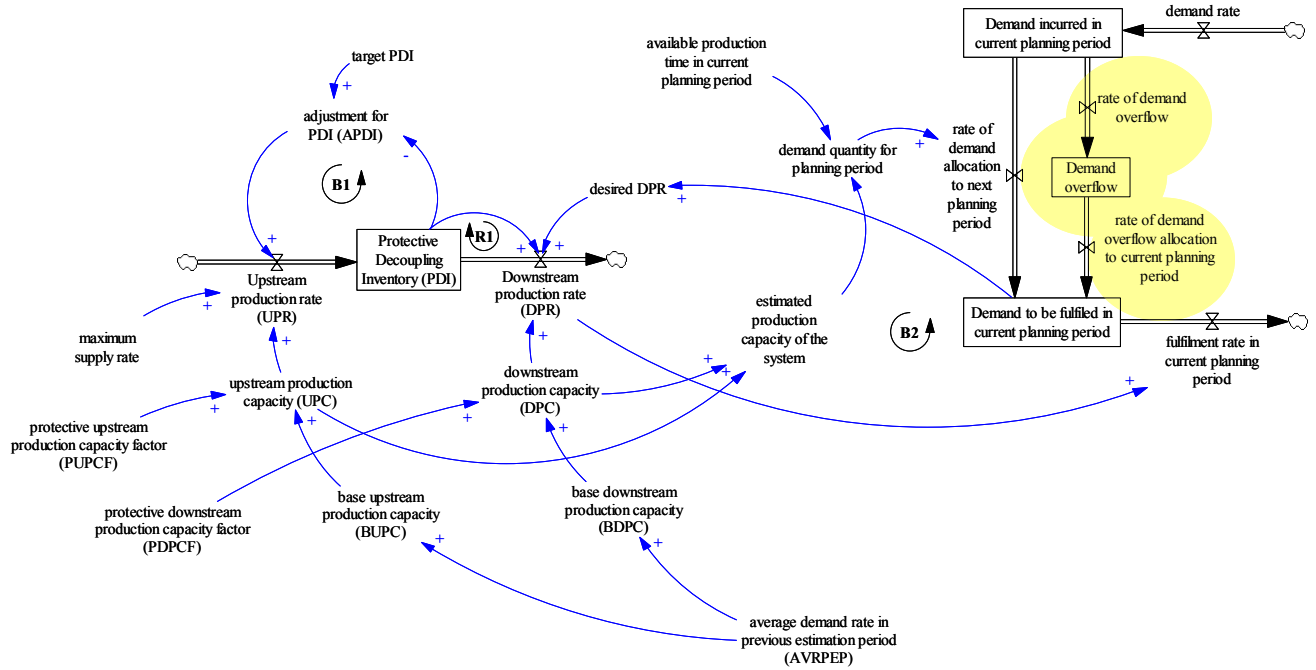 target PDI
+
adjustment for
PDI (APDI)
-
B1
+
Protective
Decoupling
Inventory (PDI)
R1
+
+
Upstream
production rate
(UPR)
Downstream
production rate
(DPR)
desired DPR
+
maximum
supply rate
+
+
+
upstream production
capacity (UPC)
downstream
production capacity
(DPC)
+
+
protective upstream
production capacity factor
(PUPCF)
+
+
+
+
+
protective downstream
production capacity factor
(PDPCF)
base upstream
production capacity
(BUPC)
base downstream
production capacity
(BDPC)
+
+
average demand rate in
previous estimation period
(AVRPEP)
available production
time in current
planning period
+
demand quantity for
planning period
estimated
production
capacity of the
system
Demand incurred in
current planning period
demand rate
rate of demand
overflow
rate of
demand
allocation
to next
planning
period
Demand
overflow
rate of demand
overflow allocation
to current planning
period
B2
Demand to be fulfiled in
current planning period
fulfilment rate in
current planning
period
+